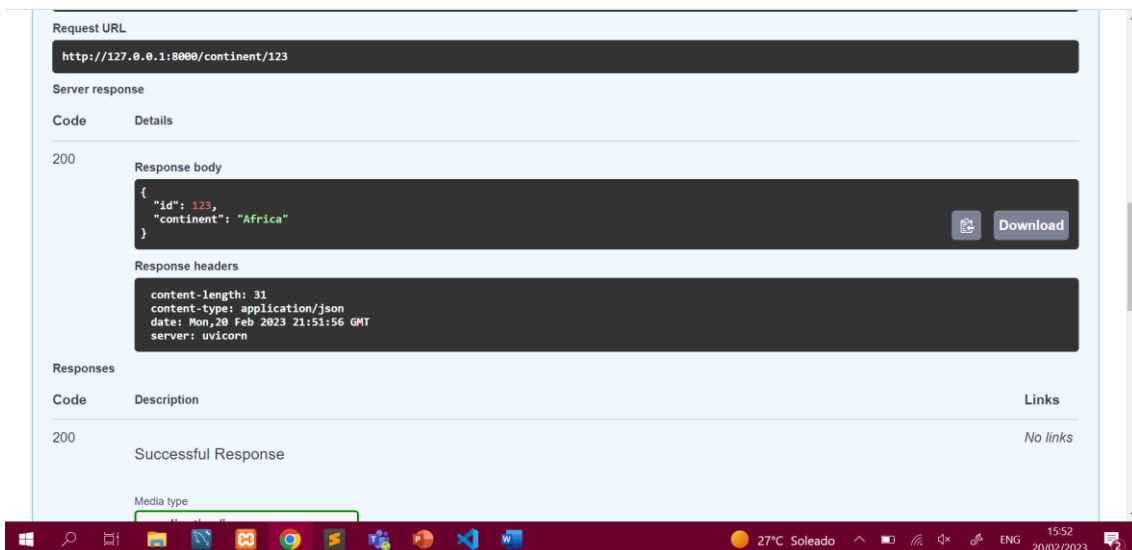 Request URL
http://127.0.0.1:8000/continent/123
Server response
Code Details
200
Response body
{
"id": 123,
"continent": "Africa"
}
Download
Response headers
content-length: 31
content-type: application/json
date: Mon,20 Feb 2023 21:51:56 GMT
server: uvicorn
Responses
Code Description Links
200 No links
Successful Response
Media type
27°C Soleado ENG 15:52
20/02/2023 2